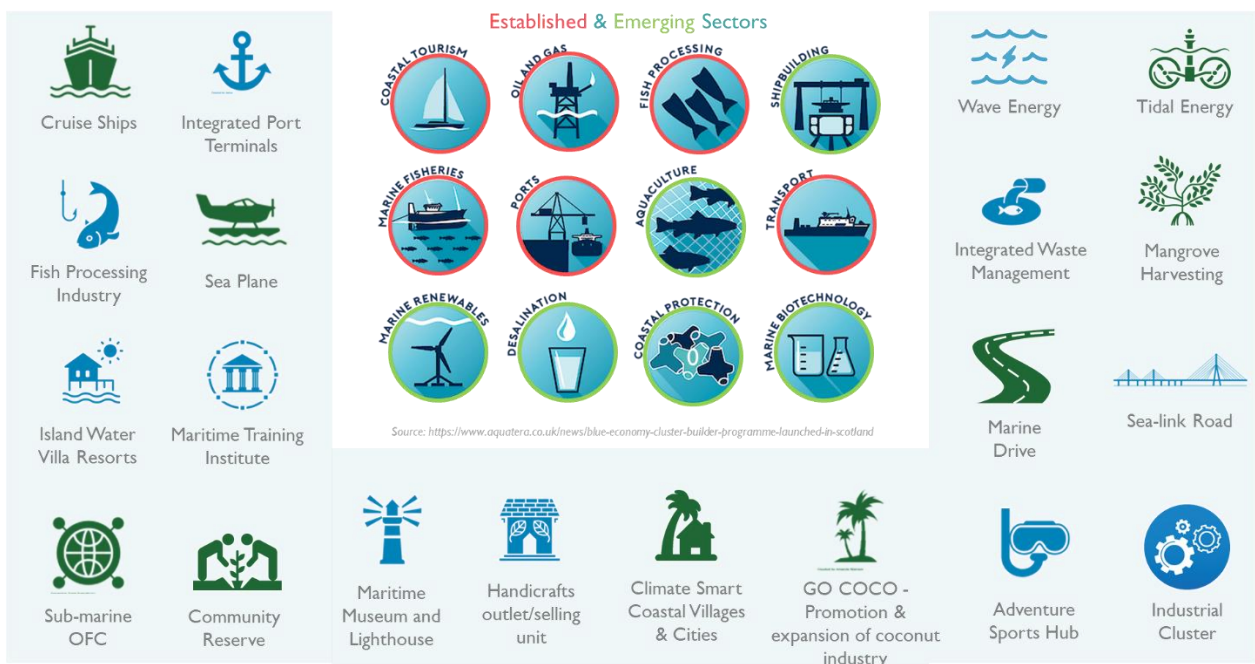 Established & Emerging Sectors
COASTAL TOURISM
OIL AND GAS
FISH PROCESSING
SHIPBUILDING
MARINE FISHERIES
PORTS
AQUACULTURE
TRANSPORT
MARINE RENEWABLES
DESALINATION
COASTAL PROTECTION
MARINE BIOTECHNOLOGY
Source: https://www.aquatera.co.uk/news/blue-economy-cluster-builder-programme-launched-in-scotland
Cruise Ships
Integrated Port
Terminals
Fish Processing
Industry
Sea Plane
Island Water
Villa Resorts
Maritime Training
Institute
Sub-marine
OFC
Community
Reserve
Maritime
Museum and
Lighthouse
Handicrafts
outlet/selling
unit
Climate Smart
Coastal Villages
& Cities
GO COCO -
Promotion &
expansion of coconut
industry
Wave Energy
Tidal Energy
Integrated Waste
Management
Mangrove
Harvesting
Marine
Drive
Sea-link Road
Adventure
Sports Hub
Industrial
Cluster